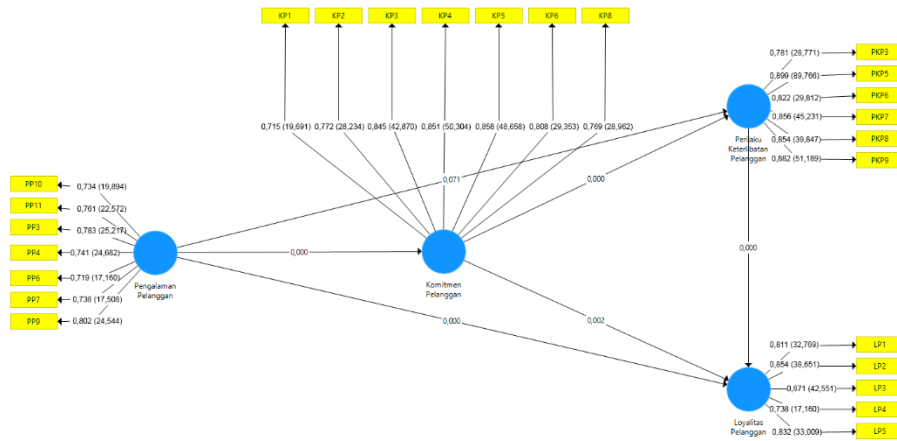 KP1
KP2
KP3
KP4
KP5
KP6
KP8
0,715 (19,691)
0,772 (28,234)
0,845 (42,870)
0,851 (50,304)
0,858 (48,658)
0,808 (29,353)
0,769 (28,962)
0,781 (28,771)
PKP3
0,899 (89,766)
PKP5
0,822 (29,812)
PKP6
0,856 (45,231)
PKP7
0,854 (39,847)
PKP8
0,882 (51,189)
PKP9
Perilaku
Keterlibatan
Pelanggan
0,071
0,000
PP10
0,734 (19,894)
PP11
0,761 (22,572)
PP3
0,783 (25,217)
PP4
0,741 (24,682)
PP6
0,719 (17,160)
PP7
0,738 (17,508)
PP9
0,802 (24,544)
Pengalaman
Pelanggan
0,000
Komitmen
Pelanggan
0,000
0,000
0,002
0,811 (32,769)
LP1
0,854 (38,651)
LP2
0,871 (42,551)
LP3
0,738 (17,160)
LP4
0,832 (33,009)
LP5
Loyalitas
Pelanggan